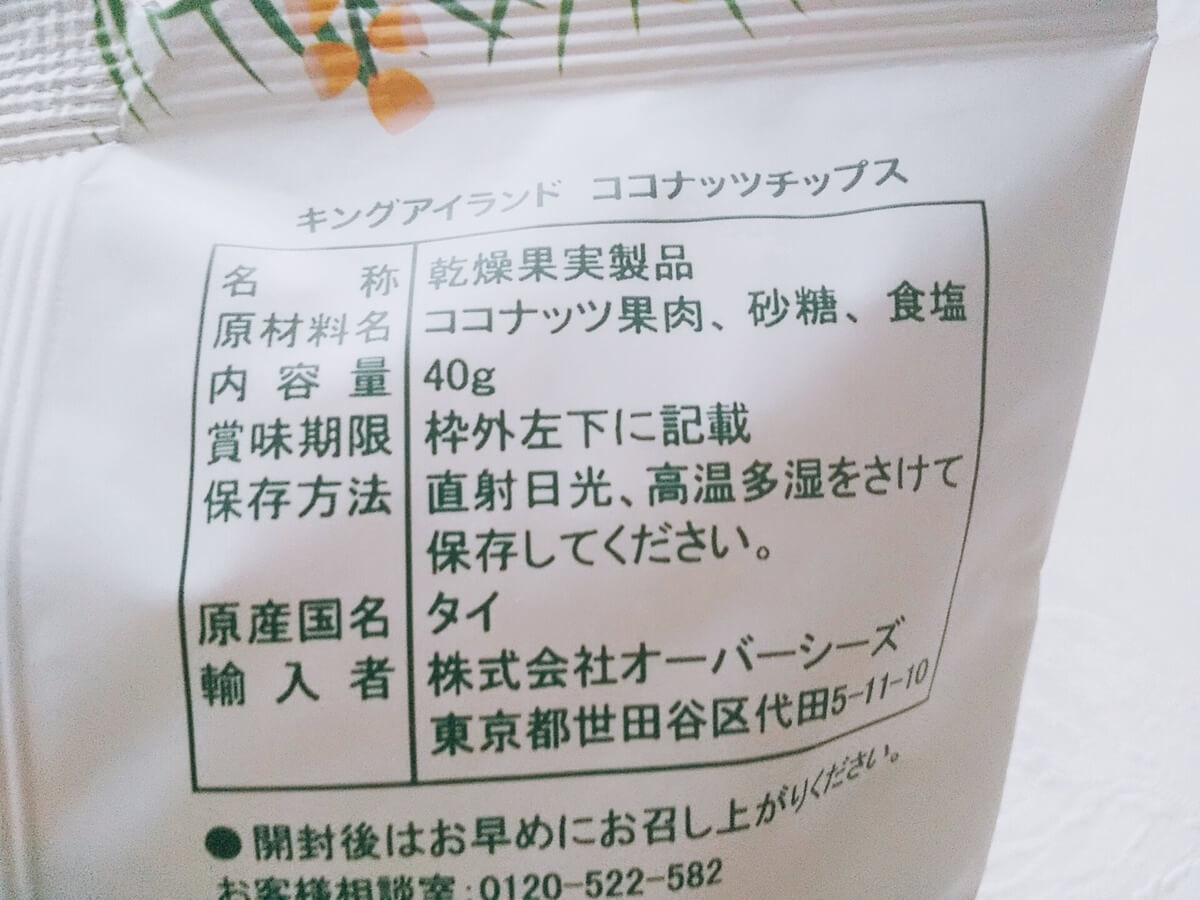 キングアイランド ココナッツチップス
名称 乾燥果実製品
原材料名 ココナッツ果肉、砂糖、食塩
内容量 40g
賞味期限 枠外左下に記載
保存方法 直射日光、高温多湿をさけて
保存してください。
原産国名 タイ
輸入者 株式会社オーバーシーズ
東京都世田谷区代田5-11-10
●開封後はお早めにお召し上がりください。
お客様相談室:0120-522-582